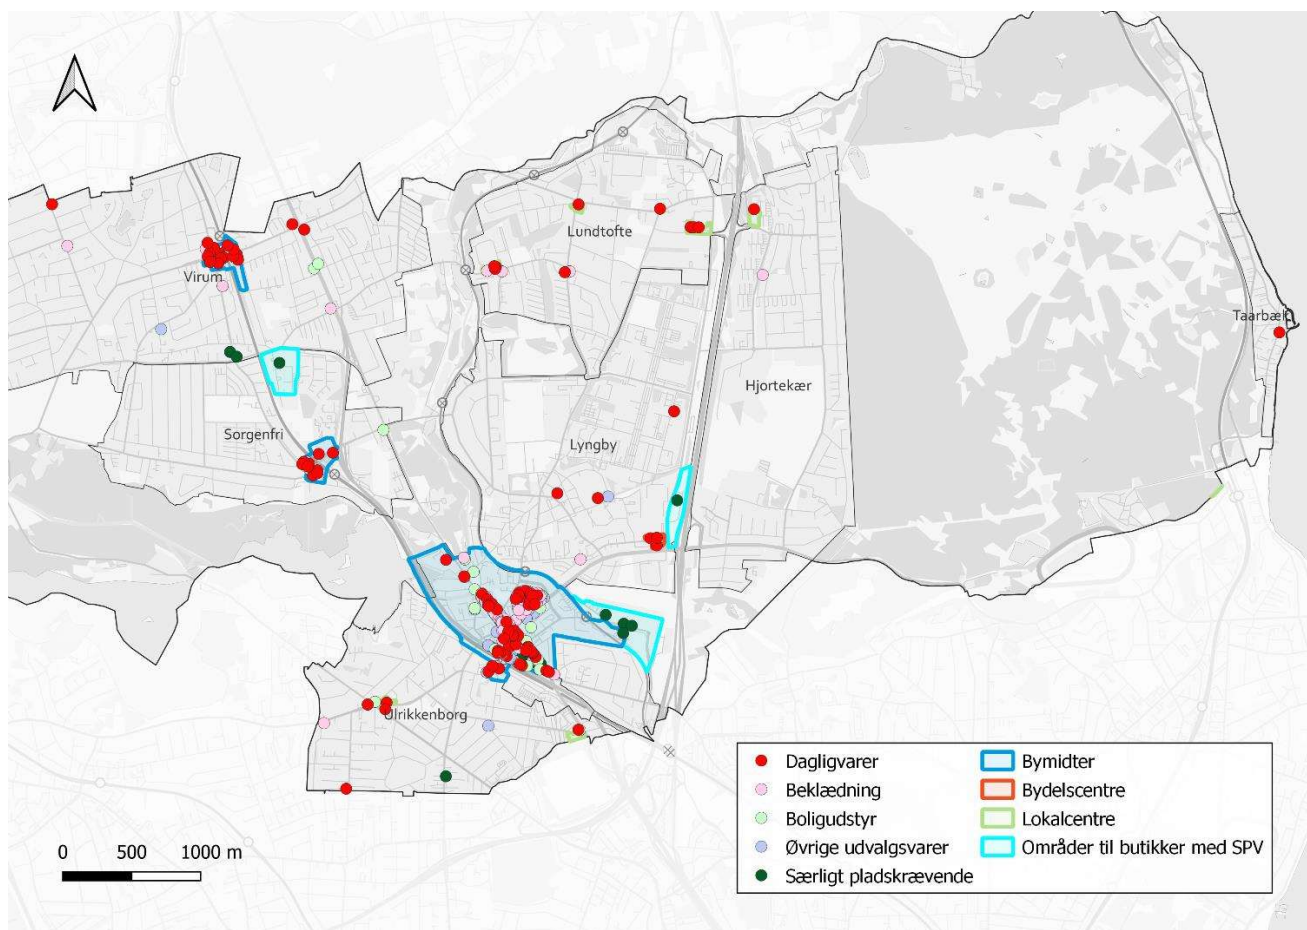 Lundtofte
Virum
Taarbæk
Hjortekær
Sorgenfri
Lyngby
Ulrikkenborg
Dagligvarer
Beklædning
Boligudstyr
Øvrige udvalgsvarer
Særligt pladskrævende
Bymidter
Bydelscentre
Lokalcentre
Områder til butikker med SPV
0 500 1000 m